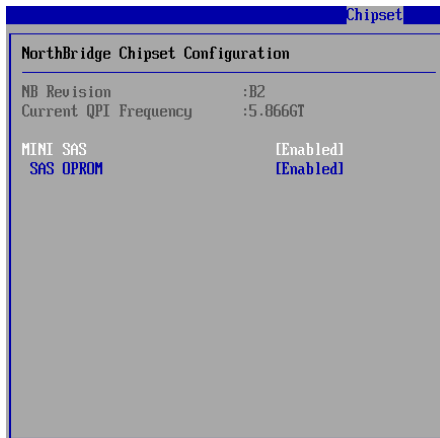 Chipset
NorthBridge Chipset Configuration
NB Revision :B2
Current QPI Frequency :5.866GT
MINI SAS [Enabled]
SAS OPROM [Enabled]